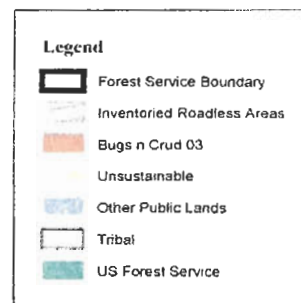 Legend
Forest Service Boundary
Inventoried Roadless Areas
Bugs n Crud 03
Unsustainable
Other Public Lands
Tribal
US Forest Service